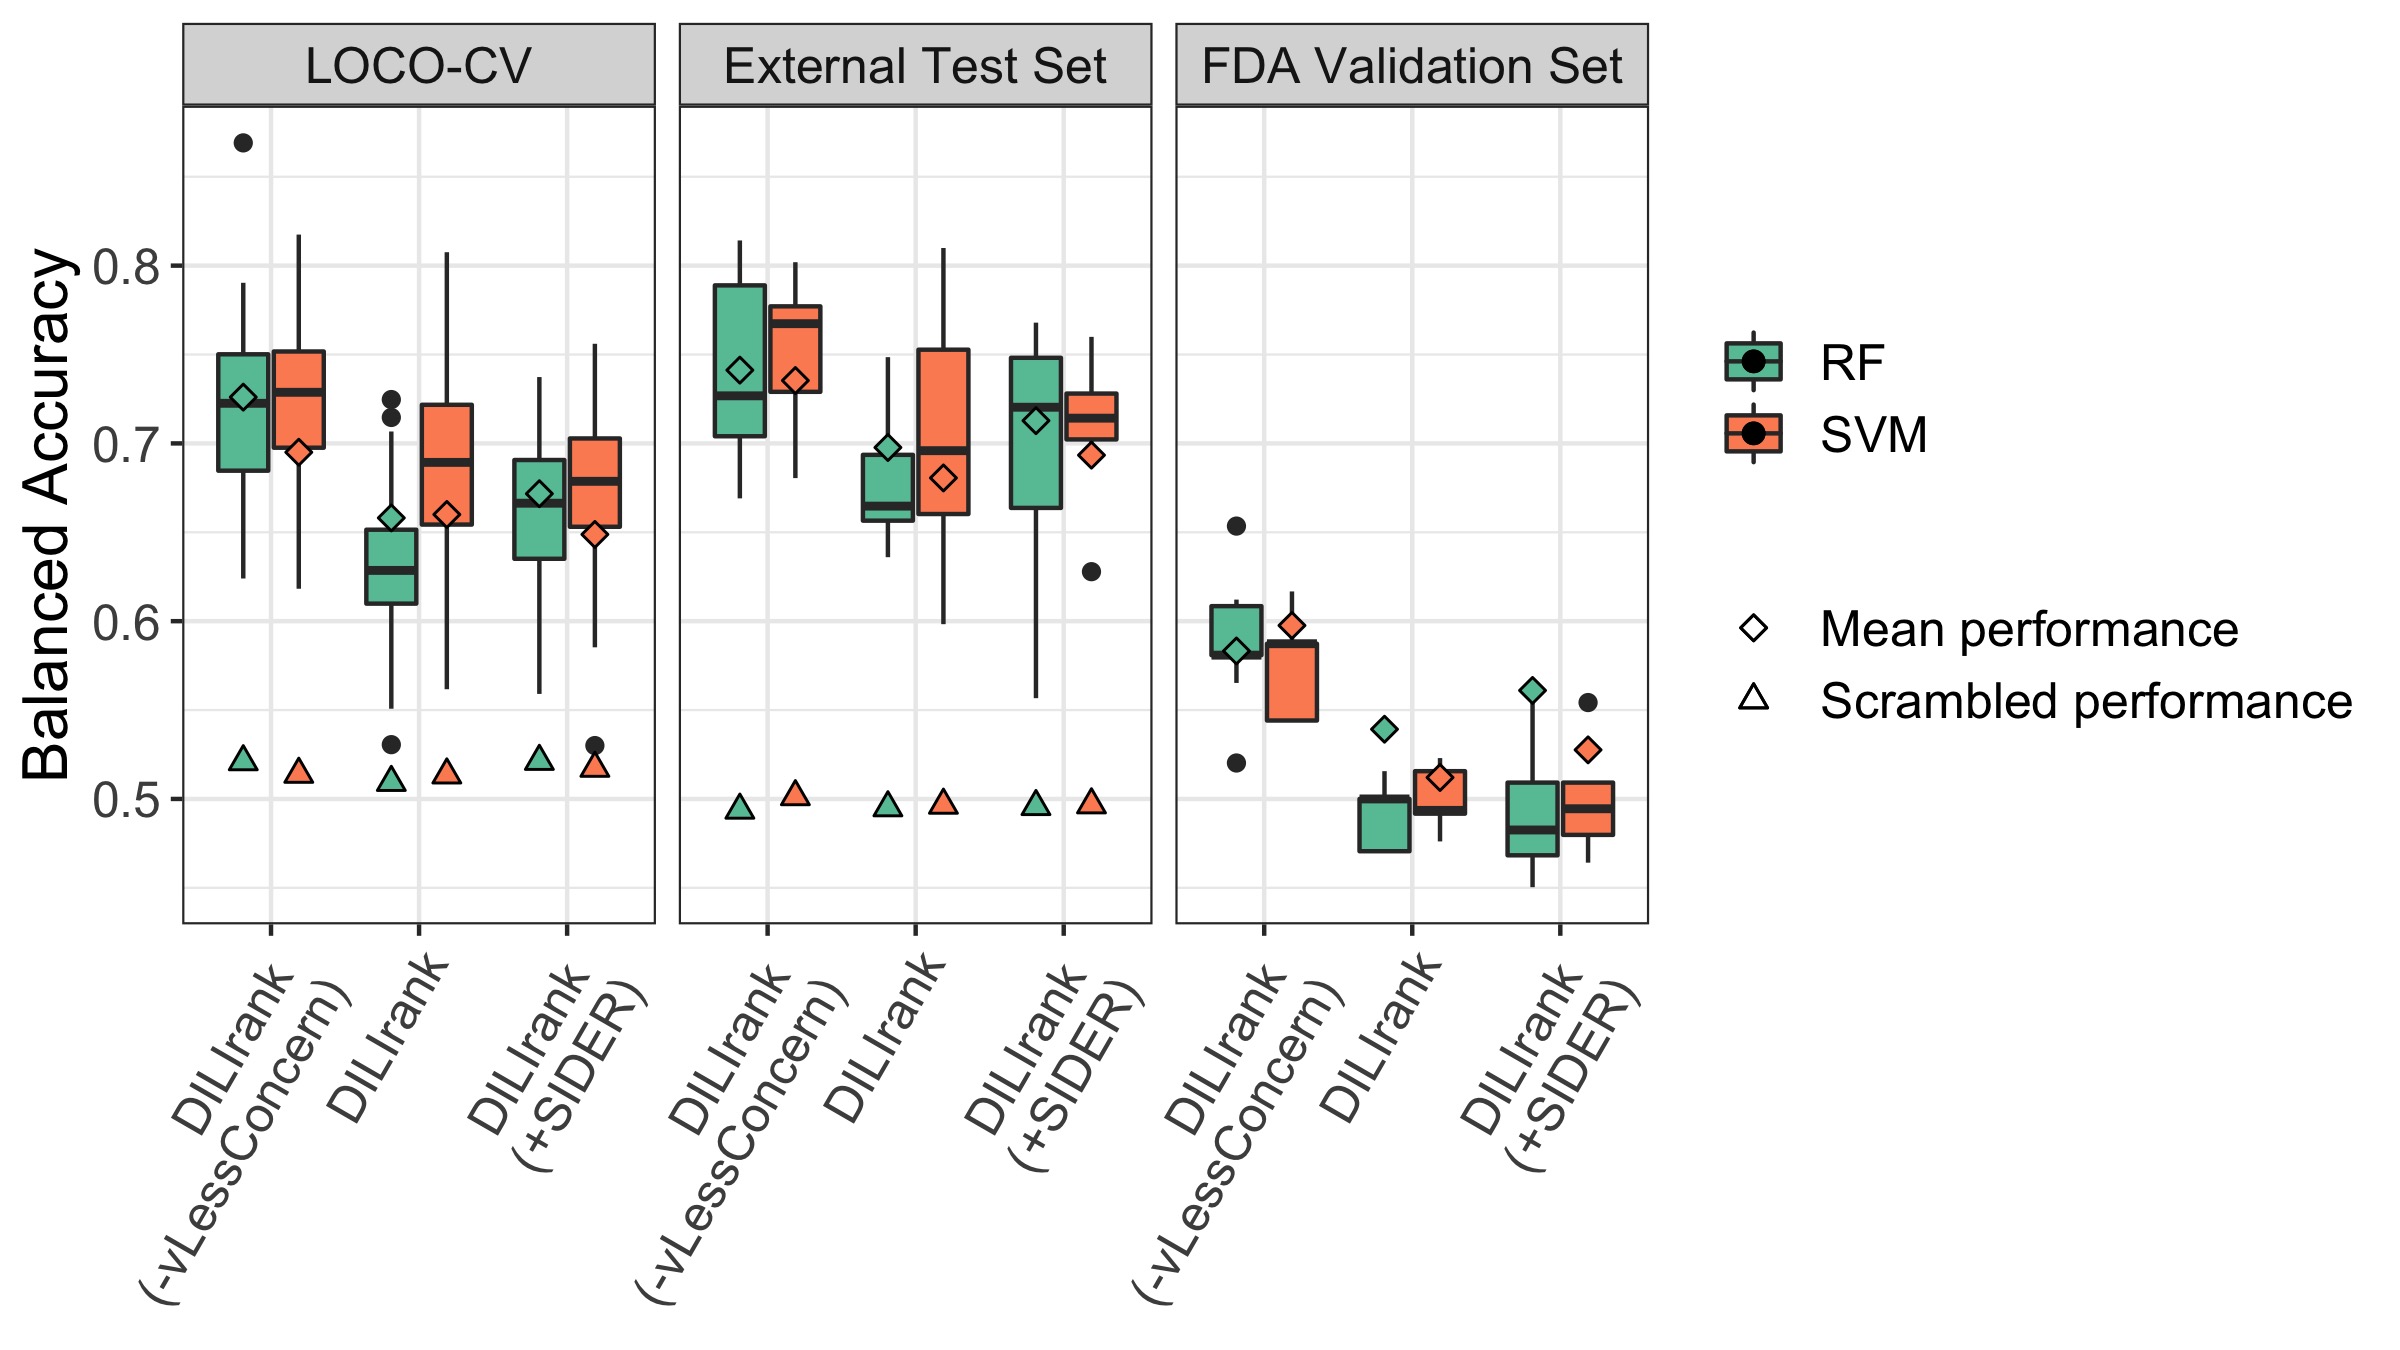 LOCO-CV
External Test Set
FDA Validation Set
Balanced Accuracy
0.8
0.7
0.6
0.5
RF
SVM
Mean performance
Scrambled performance
DILIrank
(-vLessConcern)
DILIrank
DILIrank
(+SIDER)
DILIrank
(-vLessConcern)
DILIrank
DILIrank
(+SIDER)
DILIrank
(-vLessConcern)
DILIrank
DILIrank
(+SIDER)